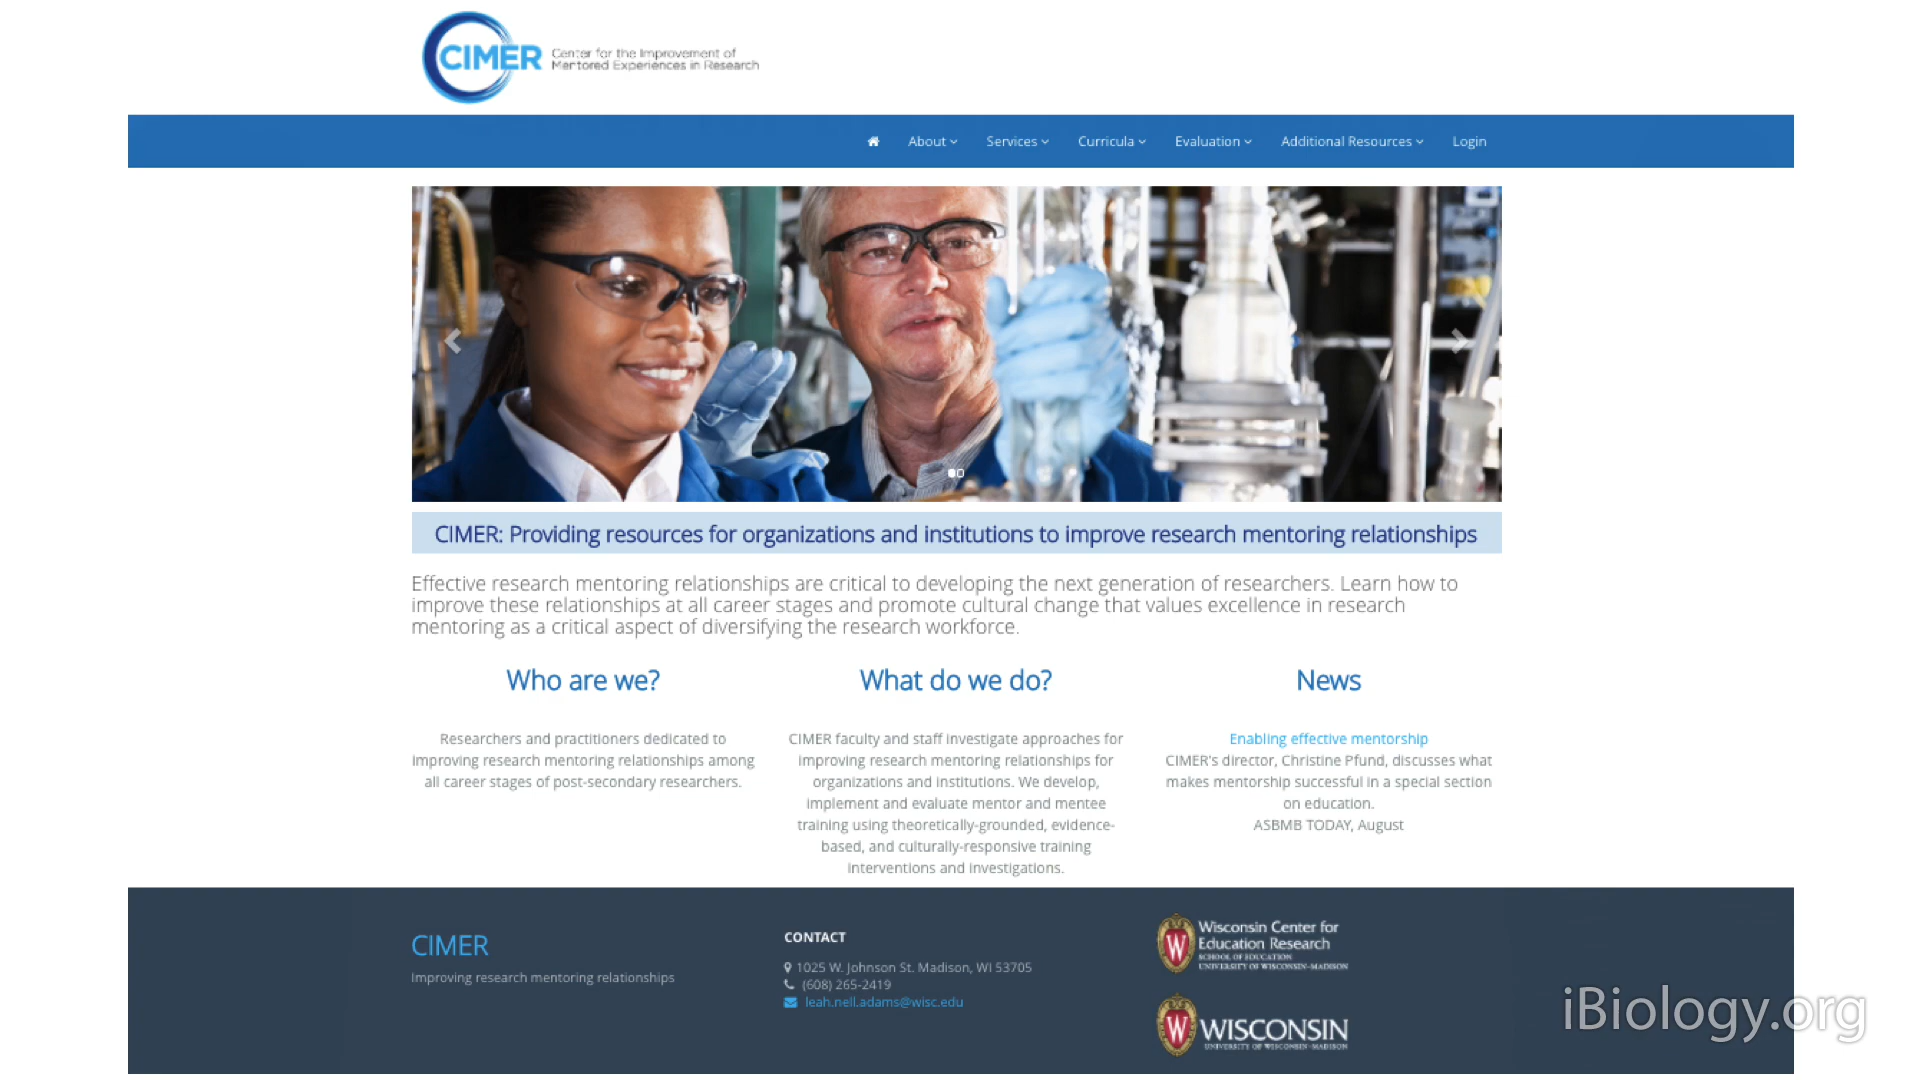 CIMER
Center for the Improvement of
Mentored Experiences in Research
About
Services
Curricula
Evaluation
Additional Resources
Login
CIMER: Providing resources for organizations and institutions to improve research mentoring relationships
Effective research mentoring relationships are critical to developing the next generation of researchers. Learn how to
improve these relationships at all career stages and promote cultural change that values excellence in research
mentoring as a critical aspect of diversifying the research workforce.
Who are we?
Researchers and practitioners dedicated to
improving research mentoring relationships among
all career stages of post-secondary researchers.
What do we do?
CIMER faculty and staff investigate approaches for
improving research mentoring relationships for
organizations and institutions. We develop,
implement and evaluate mentor and mentee
training using theoretically-grounded, evidence-
based, and culturally-responsive training
interventions and investigations.
News
Enabling effective mentorship
CIMER's director, Christine Pfund, discusses what
makes mentorship successful in a special section
on education.
ASBMB TODAY, August
CIMER
Improving research mentoring relationships
CONTACT
1025 W. Johnson St. Madison, WI 53705
(608) 265-2419
leah.nell.adams@wisc.edu
W
Wisconsin Center for
Education Research
SCHOOL OF EDUCATION
UNIVERSITY OF WISCONSIN-MADISON
W
WISCONSIN
UNIVERSITY OF WISCONSIN-MADISON
iBiology.org